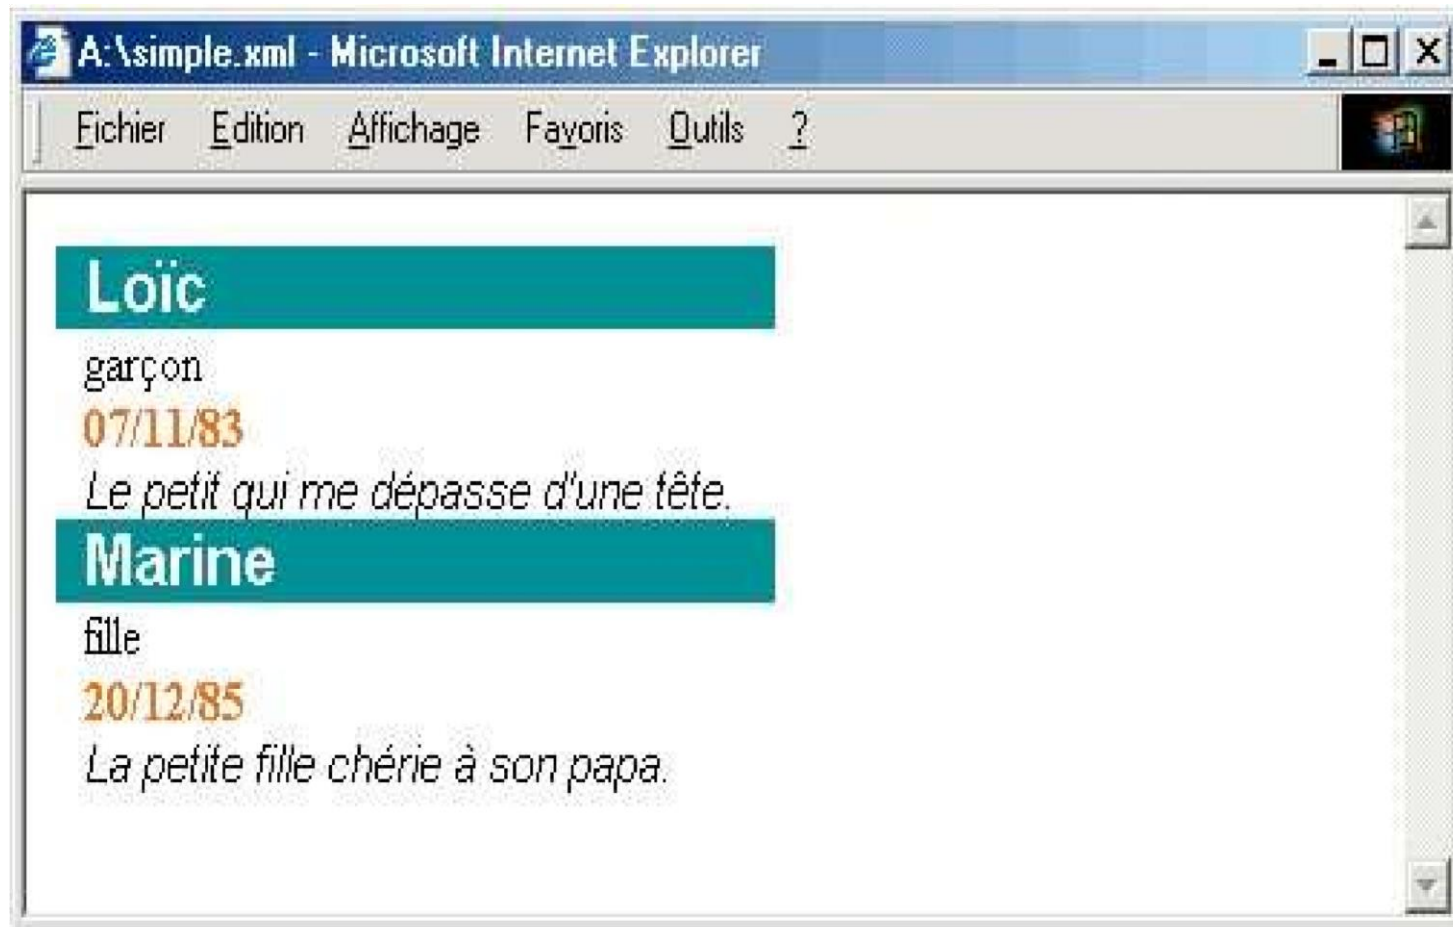 A:\simple.xml - Microsoft Internet Explorer
Fichier Edition Affichage Favoris Outils ?
Loïc
garçon
07/11/83
Le petit qui me dépasse d'une tête.
Marine
fille
20/12/85
La petite fille chérie à son papa.